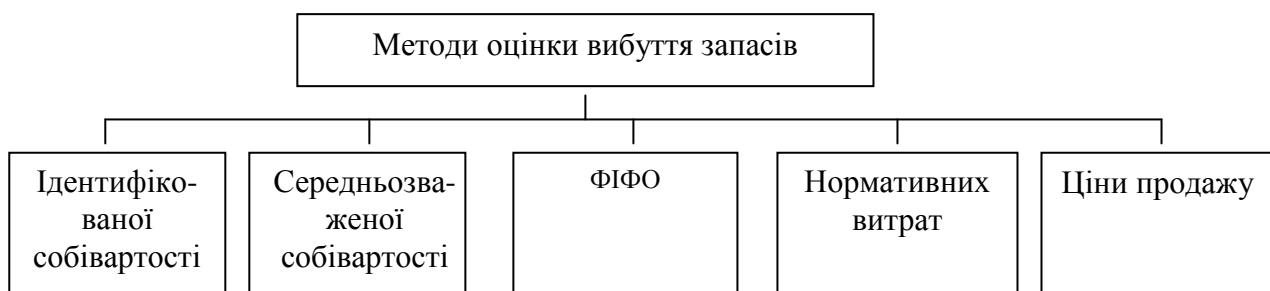 Методи оцінки вибуття запасів
Ідентифіко-
ваної
собівартості
Середньозва-
женої
собівартості
ФІФО
Нормативних
витрат
Ціни продажу